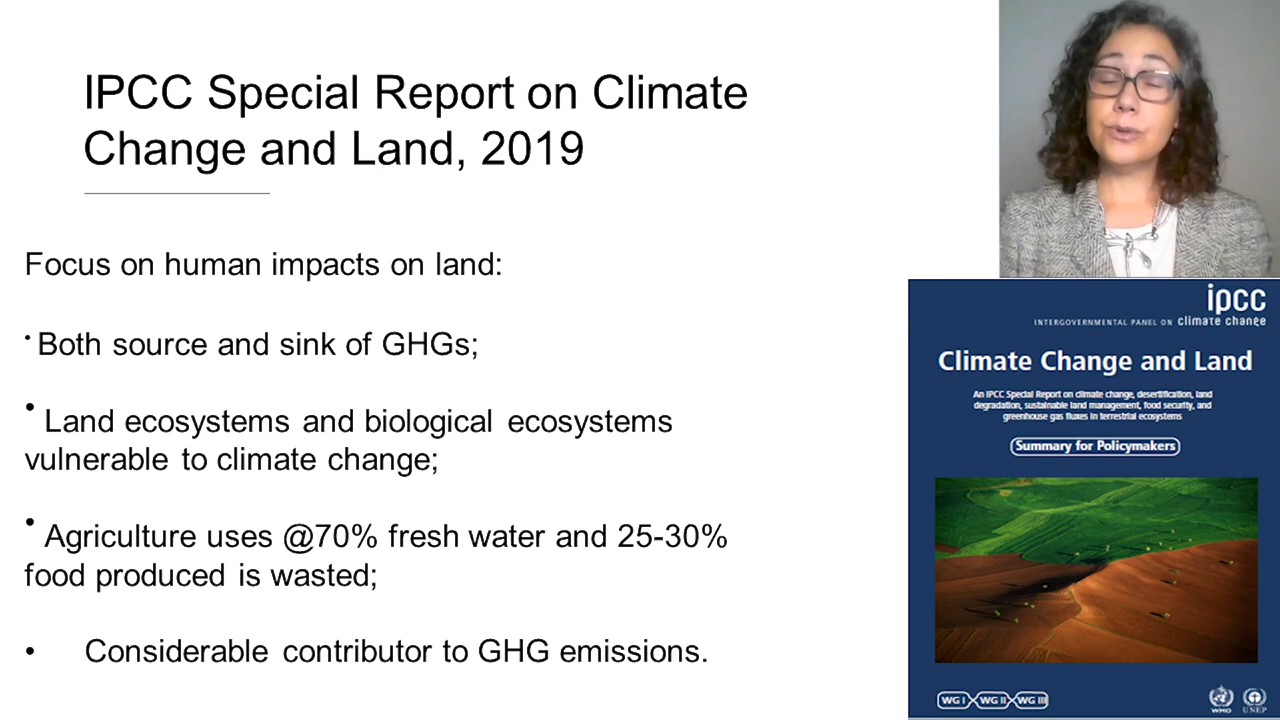 IPCC Special Report on Climate
Change and Land, 2019
Focus on human impacts on land:
• Both source and sink of GHGs;
• Land ecosystems and biological ecosystems
vulnerable to climate change;
• Agriculture uses @70% fresh water and 25-30%
food produced is wasted;
• Considerable contributor to GHG emissions.
ipcc
INTERGOVERNMENTAL PANEL ON climate change
Climate Change and Land
An IPCC Special Report on climate change, desertification, land
degradation, sustainable land management, food security, and
greenhouse gas fluxes in terrestrial ecosystems
Summary for Policymakers
WG I WG II WG III
WMO UNEP